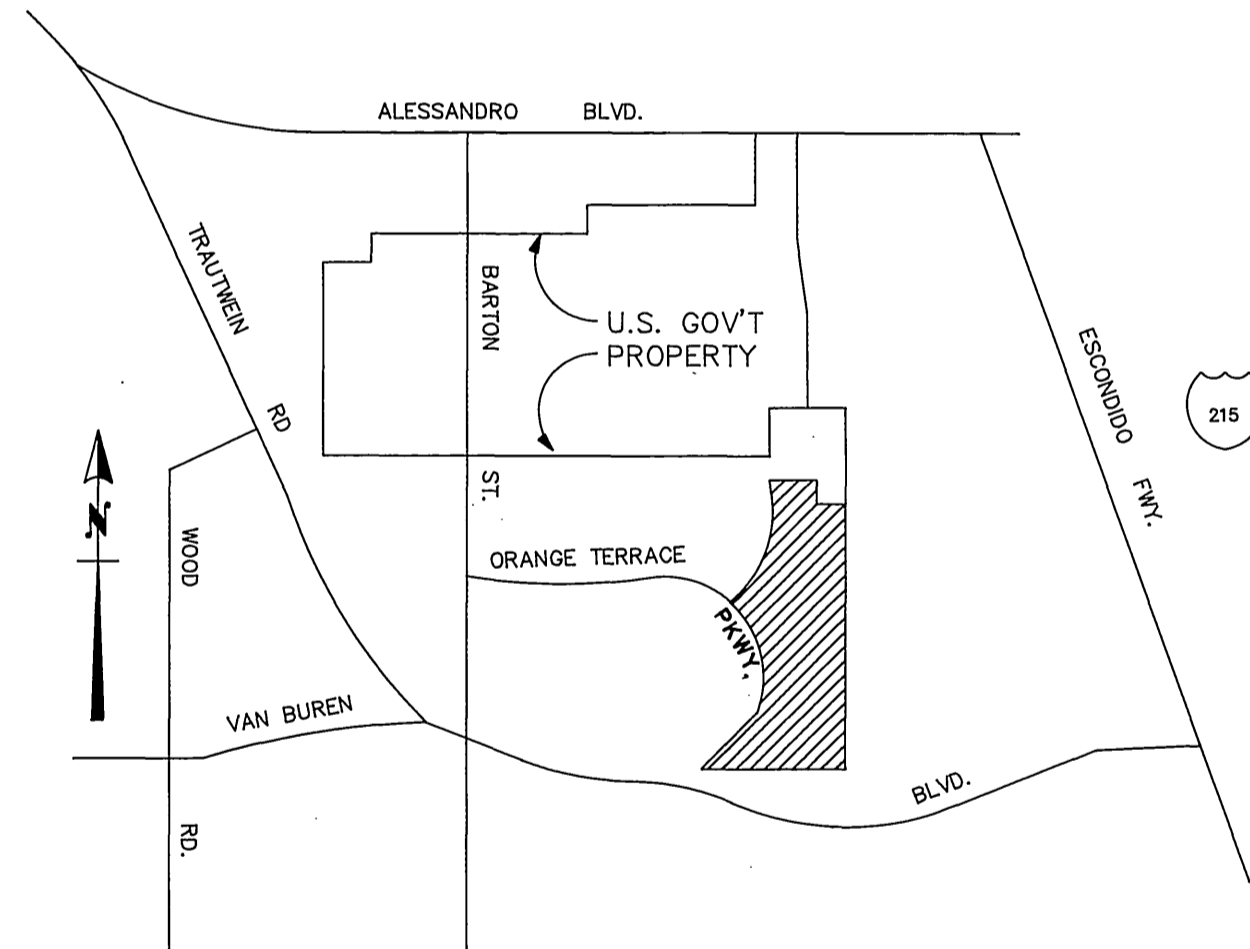 ALESSANDRO BLVD.
TRAUTWEIN RD
BARTON ST.
U.S. GOV'T
PROPERTY
ESCONDIDO FWY.
215
N
WOOD RD.
ORANGE TERRACE PKWY.
VAN BUREN BLVD.